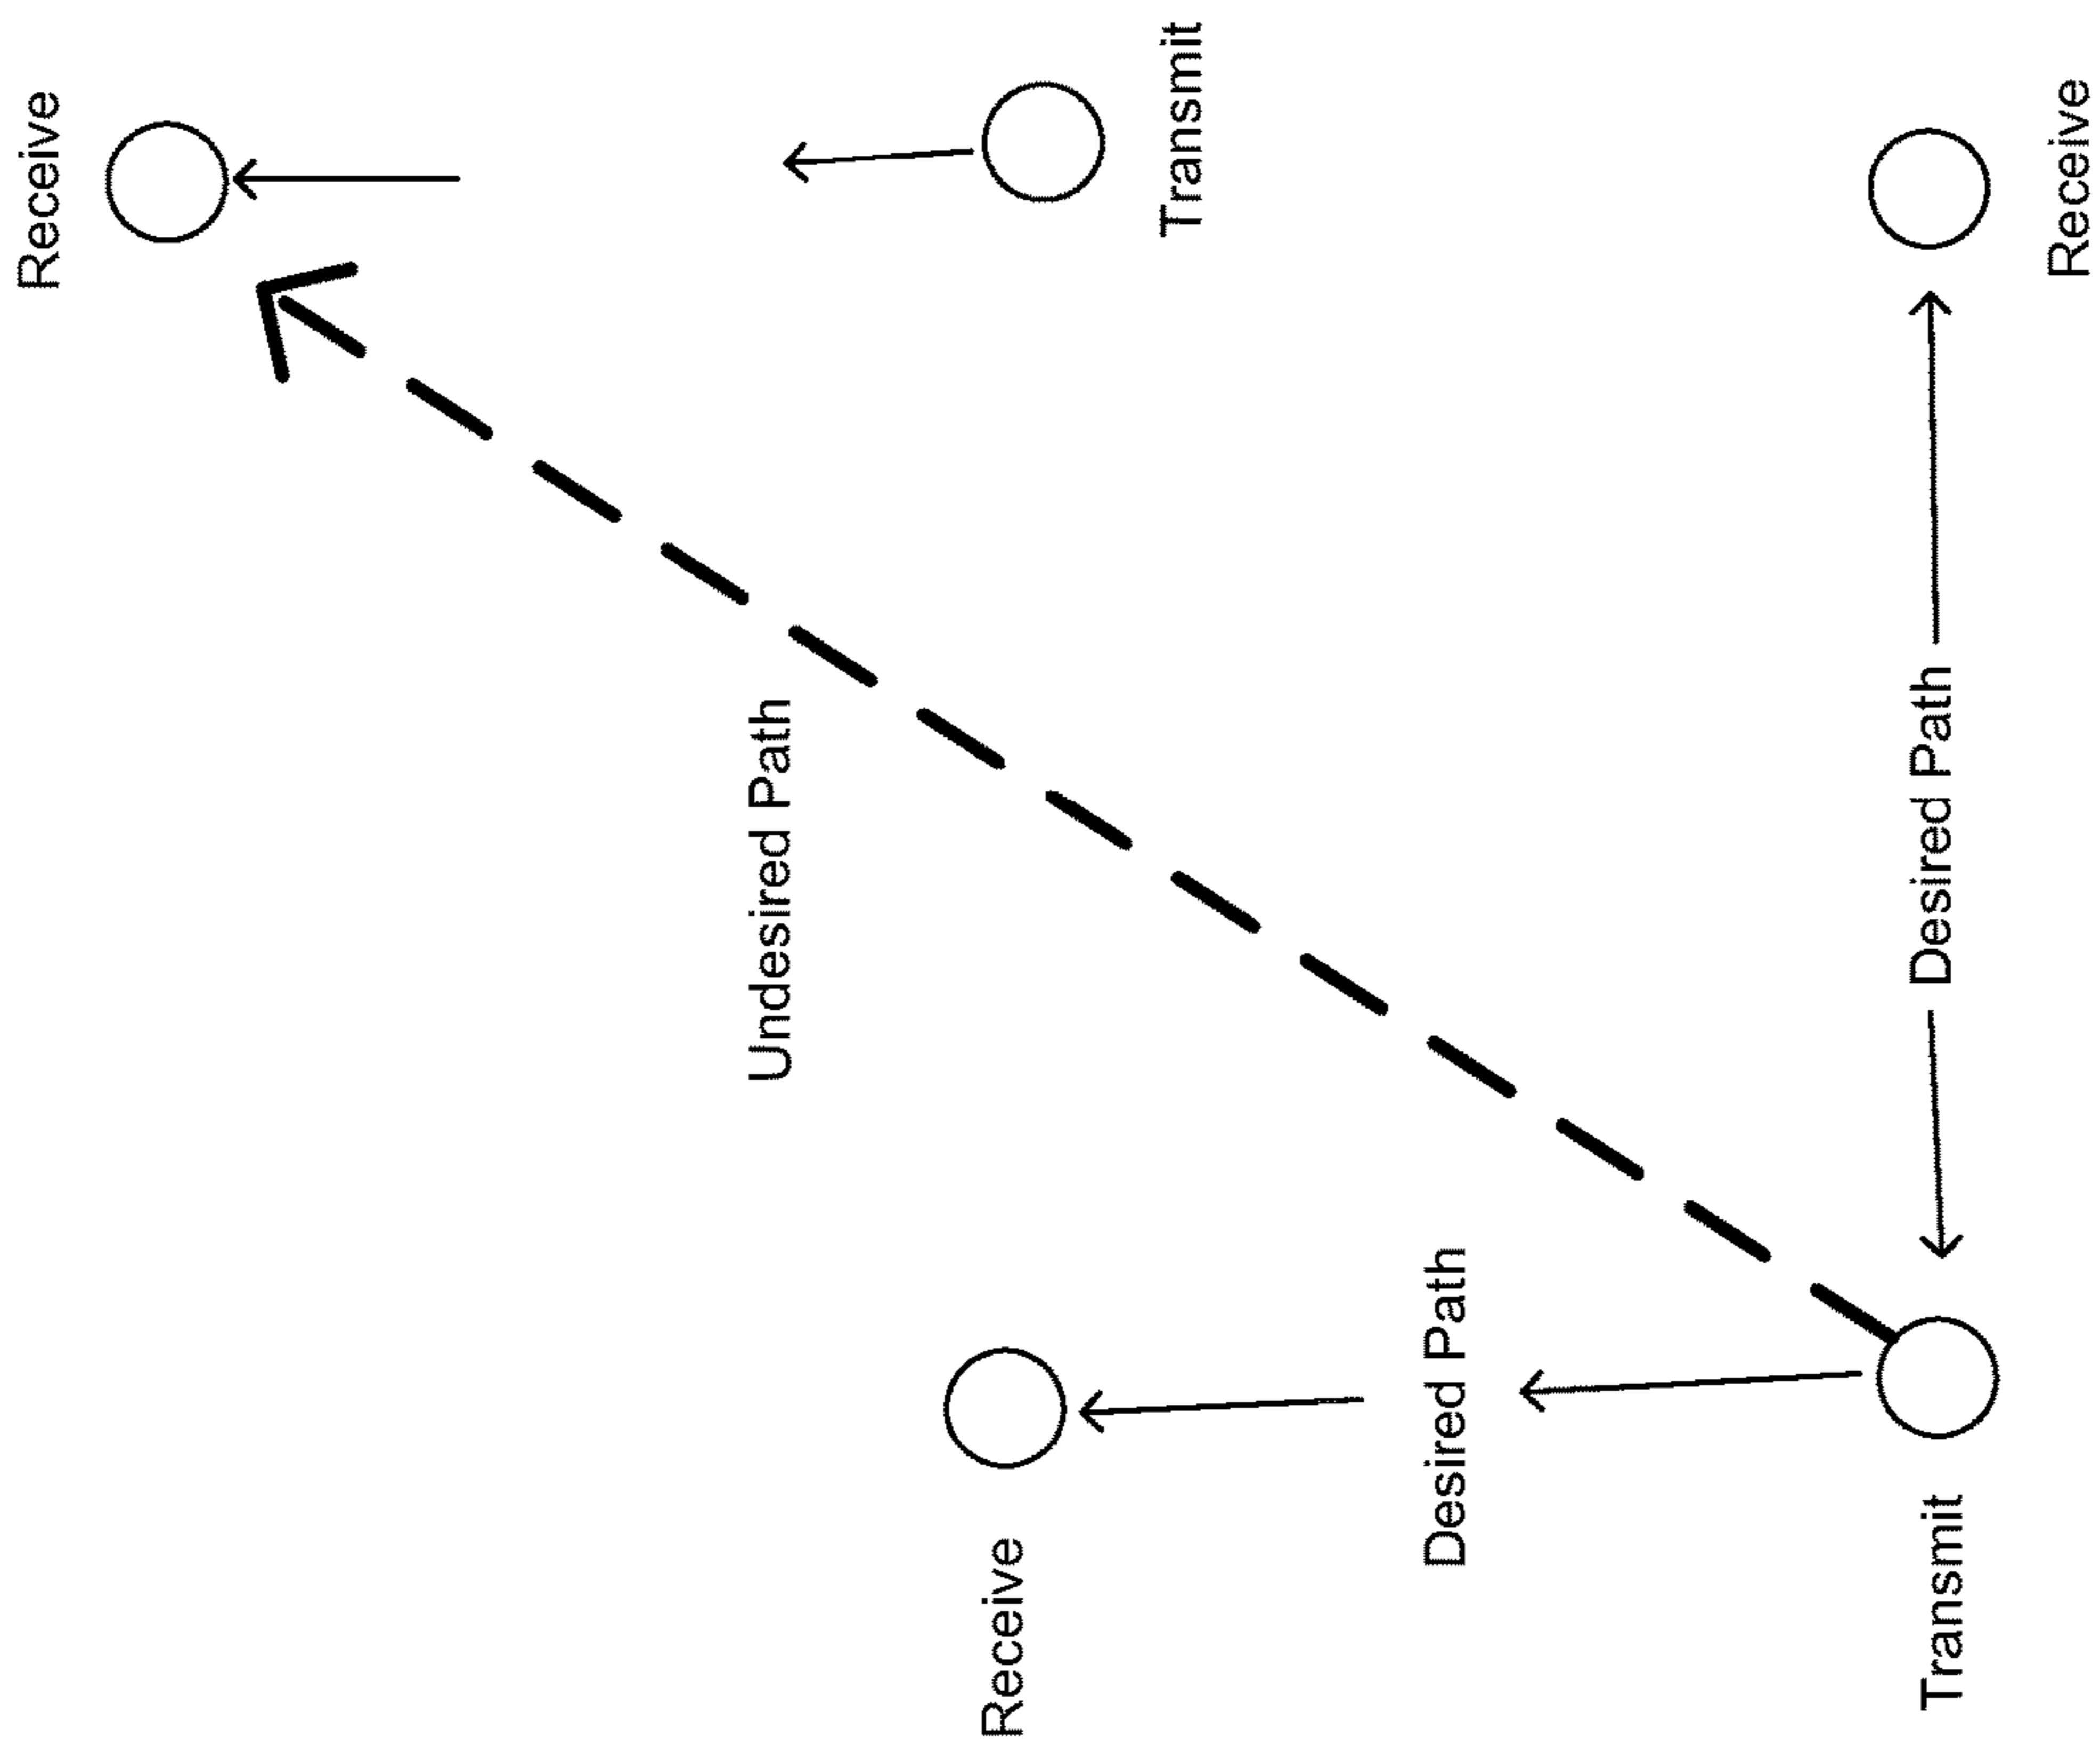 Receive
Undesired Path
Receive
Transmit
Desired Path
Transmit
Desired Path
Receive